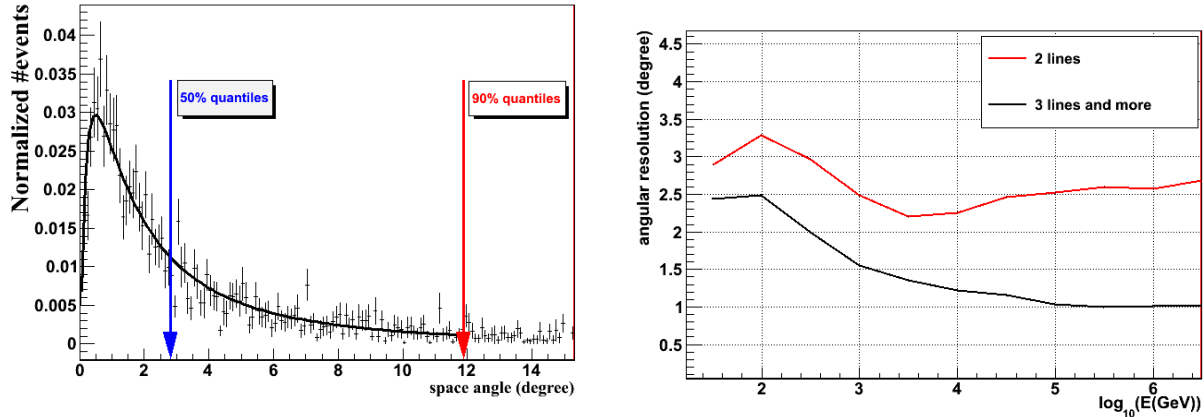 Normalized #events
0.04
0.035
0.03
0.025
0.02
0.015
0.01
0.005
0
50% quantiles
90% quantiles
0 2 4 6 8 10 12 14
space angle (degree)
angular resolution (degree)
4.5
4
3.5
3
2.5
2
1.5
1
0.5
2 lines
3 lines and more
2 3 4 5 6
log10(E(GeV))